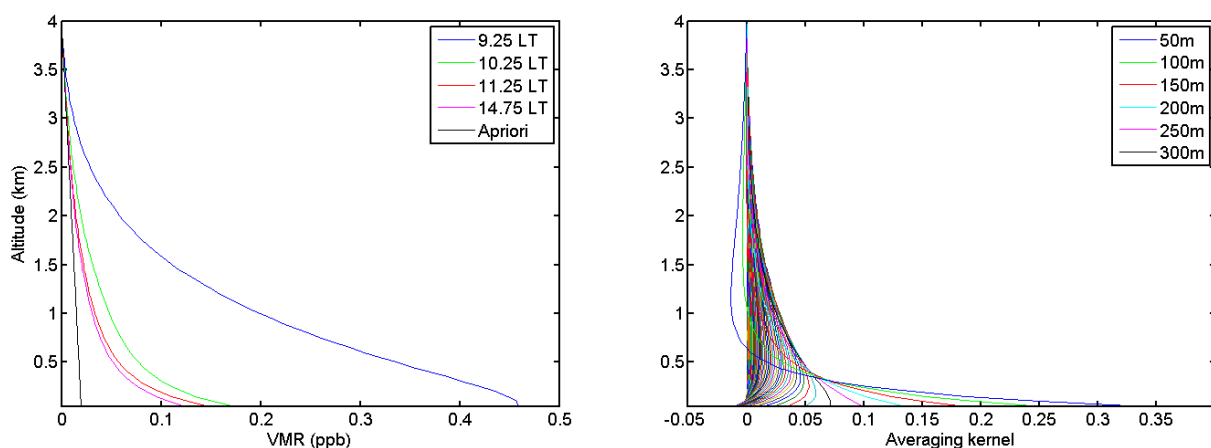 4
3.5
3
2.5
2
1.5
1
0.5
Altitude (km)
0
0.1
0.2
0.3
0.4
0.5
VMR (ppb)
9.25 LT
10.25 LT
11.25 LT
14.75 LT
Apriori
4
3.5
3
2.5
2
1.5
1
0.5
-0.05
0
0.05
0.1
0.15
0.2
0.25
0.3
0.35
Averaging kernel
50m
100m
150m
200m
250m
300m